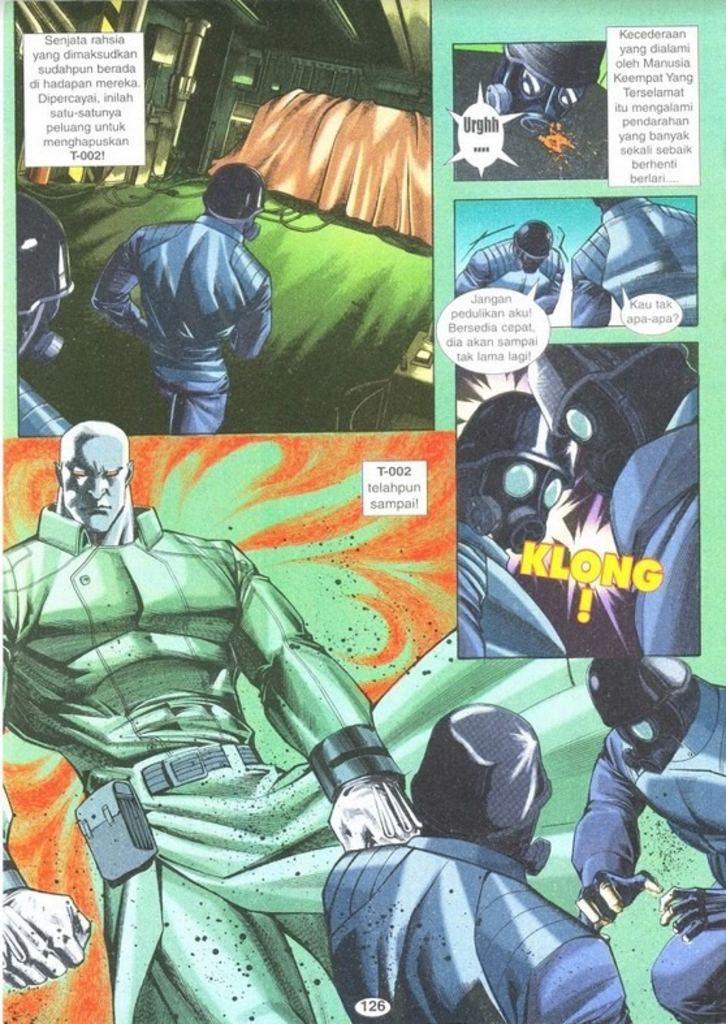 Senjata rahsia
yang dimaksudkan
sudahpun berada
di hadapan mereka.
Dipercayai, inilah
satu-satunya
peluang untuk
menghapuskan
T-002!
Kecederaan
yang dialami
oleh Manusia
Keempat Yang
Terselamat
itu mengalami
pendarahan
yang banyak
sekali sebaik
berhenti
berlari....
Urghh
....
Kau tak
apa-apa?
Jangan
pedulikan aku!
Bersedia cepat,
dia akan sampai
tak lama lagi!
KLONG
!
T-002
telahpun
sampai!
126